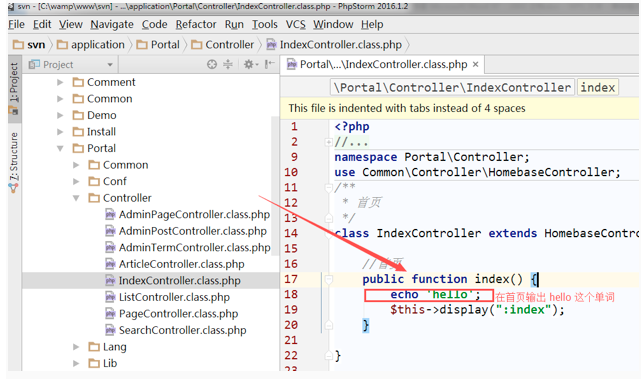 svn - [C:\wamp\www\svn] - ...\application\Portal\Controller\IndexController.class.php - PhpStorm 2016.1.2
File Edit View Navigate Code Refactor Run Tools VCS Window Help
svn application Portal Controller IndexController.class.php
1: Project
7: Structure
Project
Comment
Common
Demo
Install
Portal
Common
Conf
Controller
AdminPageController.class.php
AdminPostController.class.php
AdminTermController.class.php
ArticleController.class.php
IndexController.class.php
ListController.class.php
PageController.class.php
SearchController.class.php
Lang
Lib
Portal\...\IndexController.class.php
\Portal\Controller\IndexController index
This file is indented with tabs instead of 4 spaces
1 <?php
2 //...
9 namespace Portal\Controller;
10 use Common\Controller\HomebaseController;
11 /**
12 * 首页
13 */
14 class IndexController extends HomebaseContro
15
16 //首页
17 public function index() {
18 echo 'hello'; 在首页输出 hello 这个单词
19 $this->display(":index");
20 }
21
22 }
23